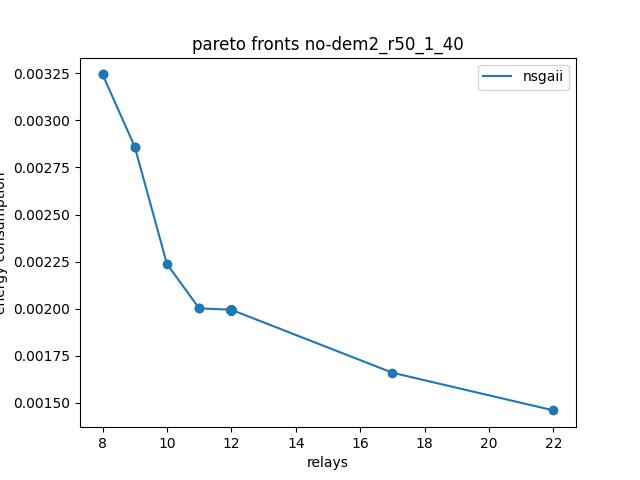 pareto fronts no-dem2_r50_1_40
nsgaii
0.00325
0.00300
0.00275
0.00250
0.00225
0.00200
0.00175
0.00150
energy consumption
8 10 12 14 16 18 20 22
relays